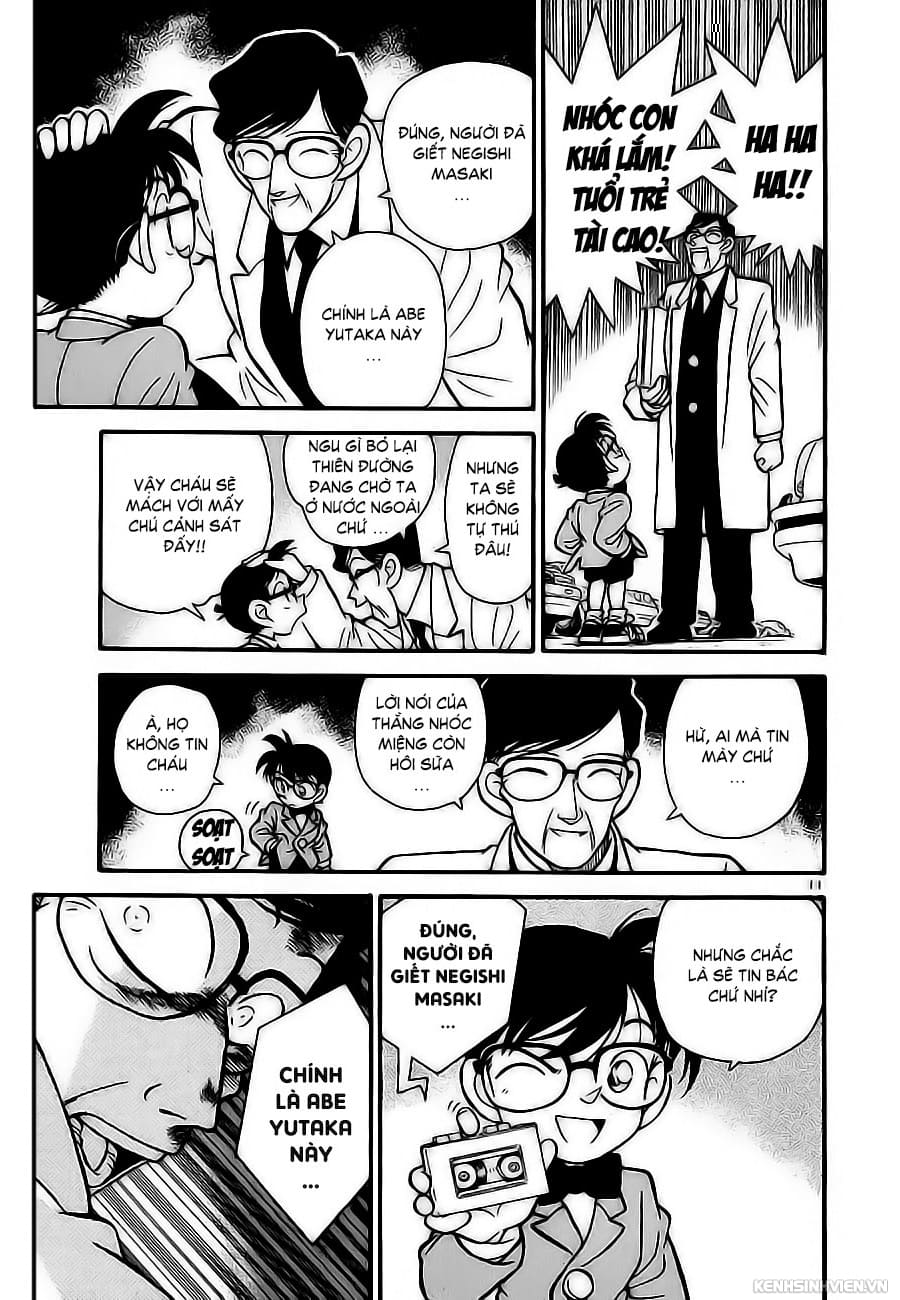 HA HA
HA!!
NHÓC CON
KHÁ LẮM!
TUỔI TRẺ
TÀI CAO!
ĐÚNG, NGƯỜI ĐÃ
GIẾT NEGISHI
MASAKI
...
CHÍNH LÀ ABE
YUTAKA NÀY
...
NHƯNG
TA SẼ
KHÔNG
TỰ THÚ
ĐÂU!
NGU GÌ BỎ LẠI
THIÊN ĐƯỜNG
ĐANG CHỜ TA
Ở NƯỚC NGOÀI
CHỨ ...
VẬY CHÁU SẼ
MÁCH VỚI MẤY
CHÚ CẢNH SÁT
ĐẤY!!
HỪ, AI MÀ TIN
MÀY CHỨ
...
LỜI NÓI CỦA
THẰNG NHÓC
MIỆNG CÒN
HÔI SỮA
...
À, HỌ
KHÔNG TIN
CHÁU
...
SOẠT
SOẠT
11
NHƯNG CHẮC
LÀ SẼ TIN BÁC
CHỨ NHỈ?
ĐÚNG,
NGƯỜI ĐÃ
GIẾT NEGISHI
MASAKI
...
CHÍNH
LÀ ABE
YUTAKA
NÀY
...
KENHSINHVIEN.VN